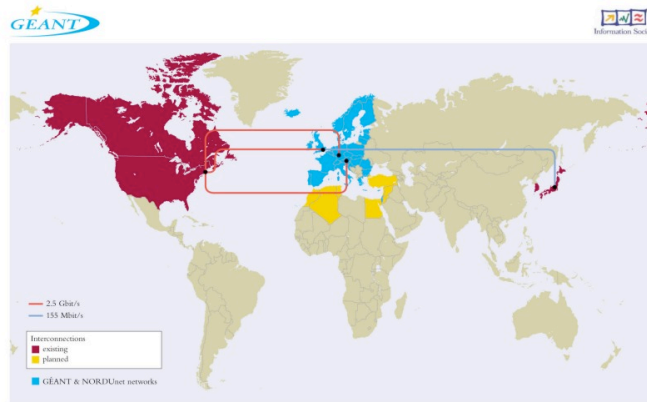 GÉANT
Information Soci
2.5 Gbit/s
155 Mbit/s
Interconnections
existing
planned
GÉANT & NORDUnet networks